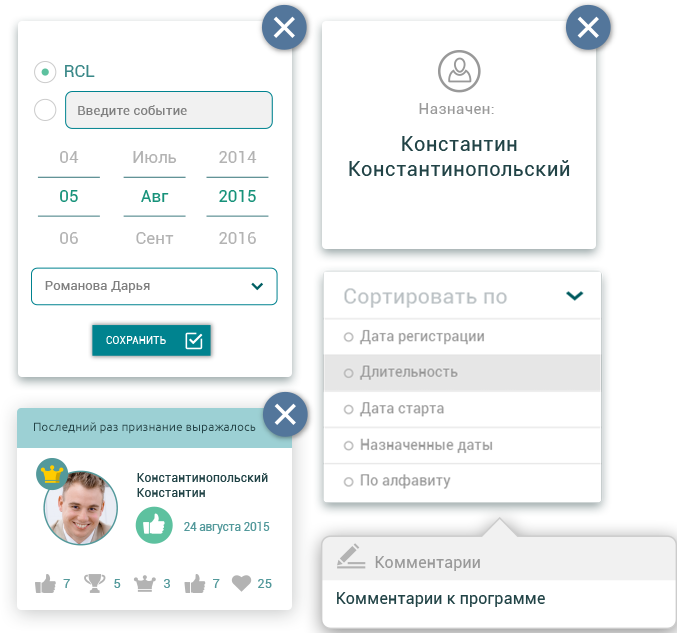 RCL
Введите событие
04 Июль 2014
05 Авг 2015
06 Сент 2016
Романова Дарья
СОХРАНИТЬ
Последний раз признание выражалось
Константинопольский
Константин
24 августа 2015
7 5 3 7 25
Назначен:
Константин
Константинопольский
Сортировать по
Дата регистрации
Длительность
Дата старта
Назначенные даты
По алфавиту
Комментарии
Комментарии к программе